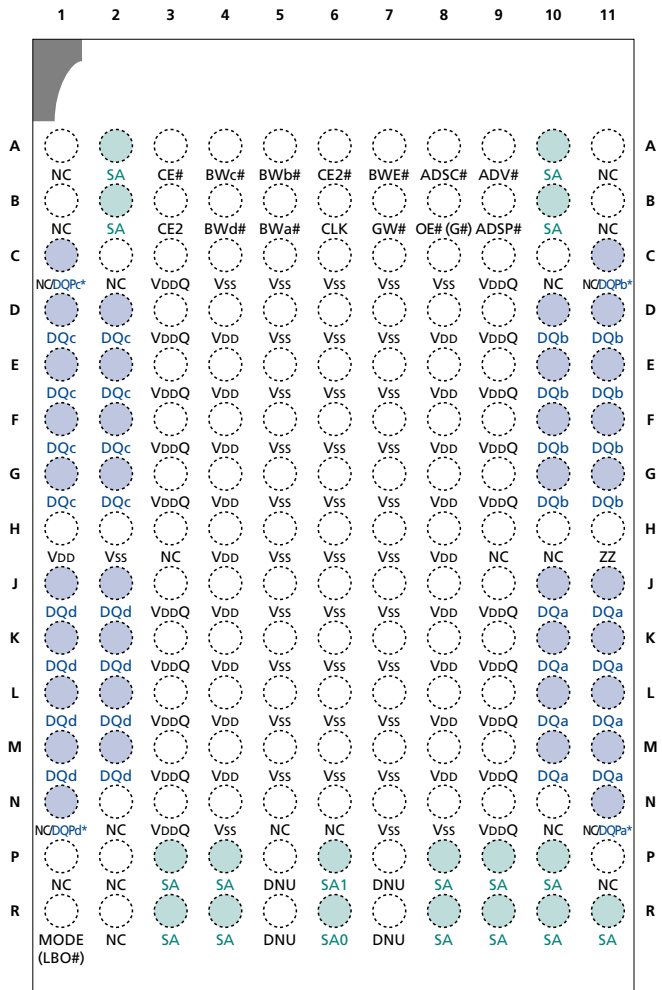 1 2 3 4 5 6 7 8 9 10 11
A A
NC SA CE# BWc# BWb# CE2# BWE# ADSC# ADV# SA NC
B B
NC SA CE2 BWd# BWa# CLK GW# OE# (G#) ADSP# SA NC
C C
NC/DQPc* NC VDDQ VSS VSS VSS VSS VSS VDDQ NC NC/DQPb*
D D
DQc DQc VDDQ VDD VSS VSS VSS VDD VDDQ DQb DQb
E E
DQc DQc VDDQ VDD VSS VSS VSS VDD VDDQ DQb DQb
F F
DQc DQc VDDQ VDD VSS VSS VSS VDD VDDQ DQb DQb
G G
DQc DQc VDDQ VDD VSS VSS VSS VDD VDDQ DQb DQb
H H
VDD VSS NC VDD VSS VSS VSS VDD NC NC ZZ
J J
DQd DQd VDDQ VDD VSS VSS VSS VDD VDDQ DQa DQa
K K
DQd DQd VDDQ VDD VSS VSS VSS VDD VDDQ DQa DQa
L L
DQd DQd VDDQ VDD VSS VSS VSS VDD VDDQ DQa DQa
M M
DQd DQd VDDQ VDD VSS VSS VSS VDD VDDQ DQa DQa
N N
NC/DQPd* NC VDDQ VSS NC NC VSS VSS VDDQ NC NC/DQPa*
P P
NC NC SA SA DNU SA1 DNU SA SA SA NC
R R
MODE NC SA SA DNU SA0 DNU SA SA SA SA
(LBO#)